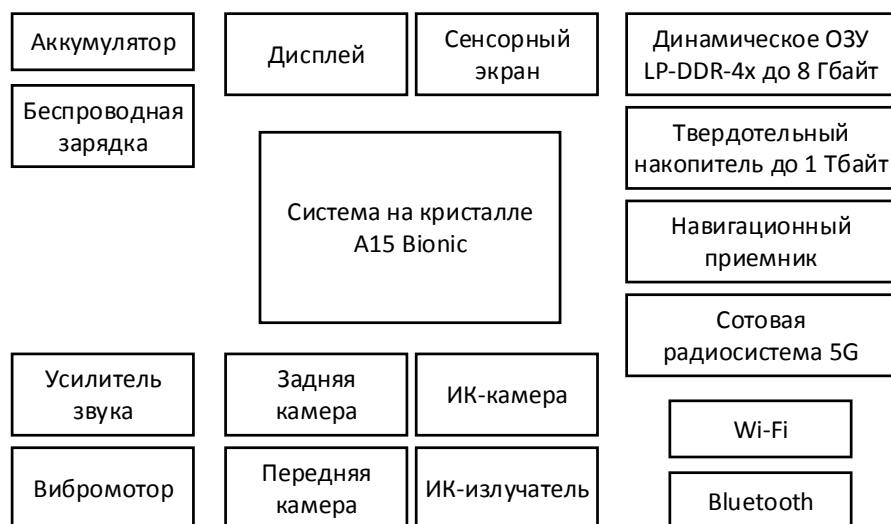 Аккумулятор
Беспроводная
зарядка
Дисплей
Сенсорный
экран
Динамическое ОЗУ
LP-DDR-4x до 8 Гбайт
Твердотельный
накопитель до 1 Тбайт
Навигационный
приемник
Сотовая
радиосистема 5G
Система на кристалле
A15 Bionic
Усилитель
звука
Задняя
камера
ИК-камера
Wi-Fi
Вибромотор
Передняя
камера
ИК-излучатель
Bluetooth